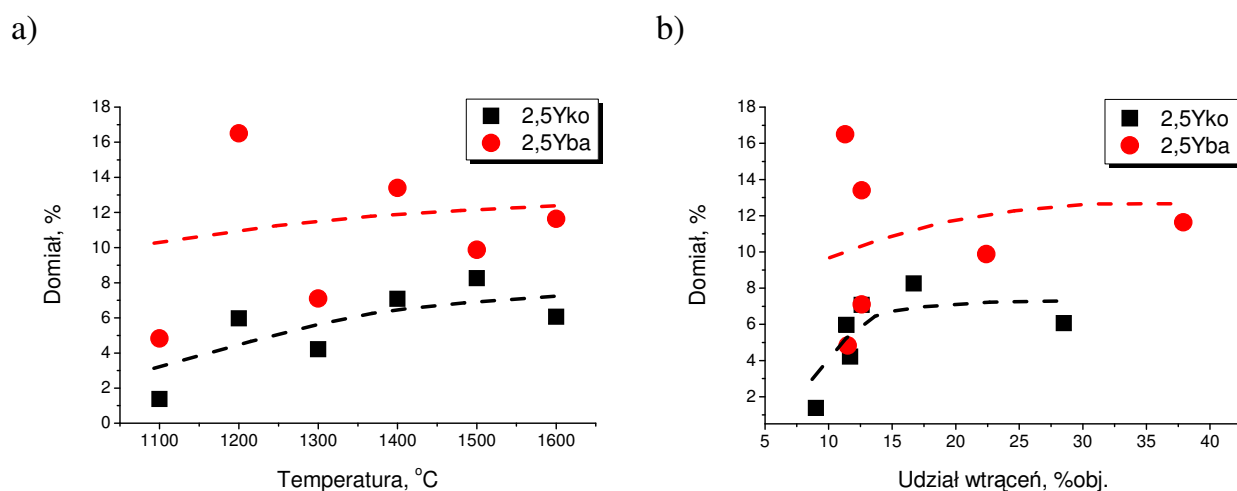 a)
18
16
14
12
10
8
6
4
2
0
Domiał, %
2,5Yko
2,5Yba
1100 1200 1300 1400 1500 1600
Temperatura, °C
b)
18
16
14
12
10
8
6
4
2
Domiał, %
2,5Yko
2,5Yba
5 10 15 20 25 30 35 40
Udział wtrąceń, %obj.